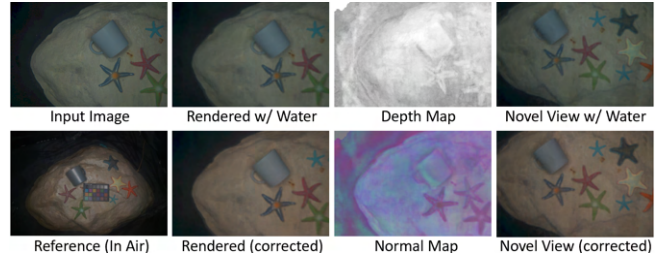 Input Image
Rendered w/ Water
Depth Map
Novel View w/ Water
Reference (In Air)
Rendered (corrected)
Normal Map
Novel View (corrected)